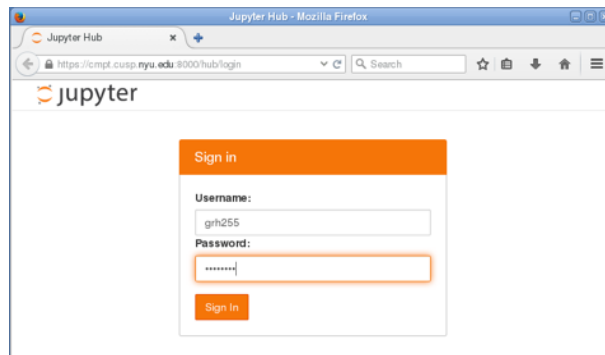 Jupyter Hub - Mozilla Firefox
Jupyter Hub
https://cmpt.cusp.nyu.edu:8000/hub/login
Search
jupyter
Sign in
Username:
grh255
Password:
••••••••
Sign In